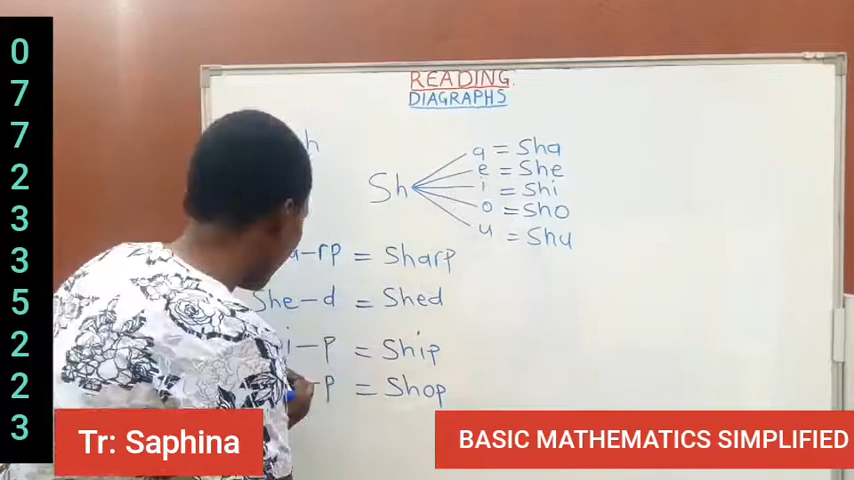 0
7
7
2
3
3
5
2
2
3
READING
DIAGRAPHS
h
Sh
a = Sha
e = She
i = Shi
o = Sho
u = Shu
a-rp = Sharp
She-d = Shed
i-p = Ship
-p = Shop
Tr: Saphina
BASIC MATHEMATICS SIMPLIFIED